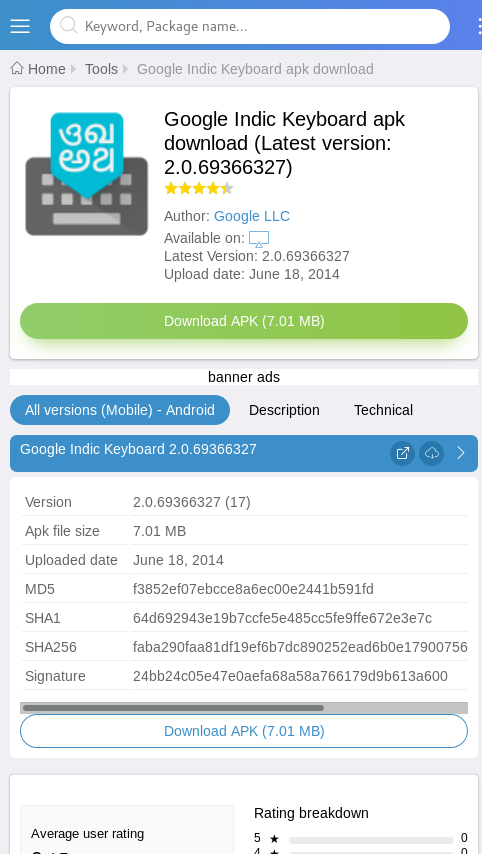 Keyword, Package name...
Home Tools Google Indic Keyboard apk download
ওখ
அத
Google Indic Keyboard apk
download (Latest version:
2.0.69366327)
Author: Google LLC
Available on:
Latest Version: 2.0.69366327
Upload date: June 18, 2014
Download APK (7.01 MB)
banner ads
All versions (Mobile) - Android Description Technical
Google Indic Keyboard 2.0.69366327
Version 2.0.69366327 (17)
Apk file size 7.01 MB
Uploaded date June 18, 2014
MD5 f3852ef07ebcce8a6ec00e2441b591fd
SHA1 64d692943e19b7ccfe5e485cc5fe9ffe672e3e7c
SHA256 faba290faa81df19ef6b7dc890252ead6b0e17900756
Signature 24bb24c05e47e0aefa68a58a766179d9b613a600
Download APK (7.01 MB)
Rating breakdown
5 ★ 0
Average user rating
4 ★ 0